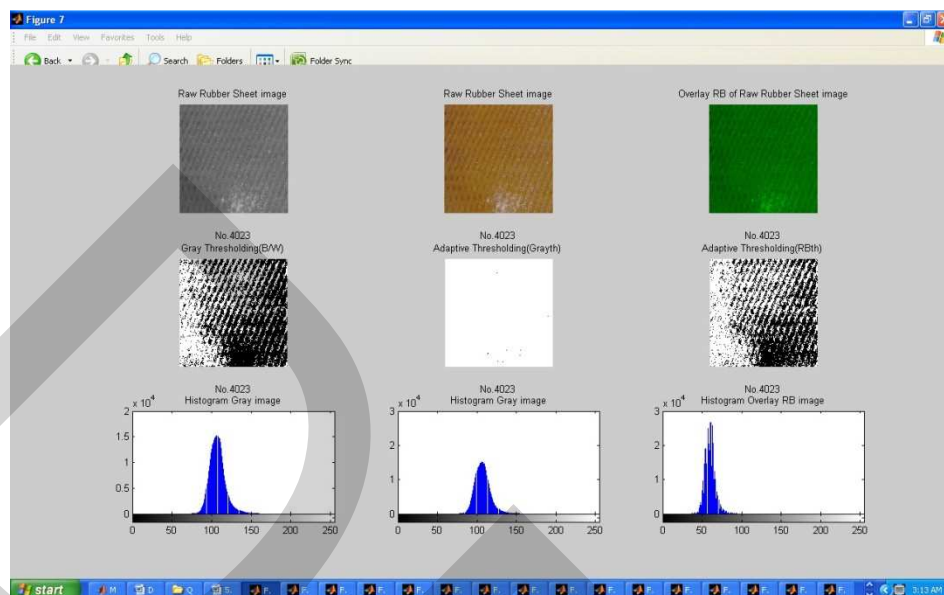 Figure 7
File Edit View Favorites Tools Help
Back Search Folders Folder Sync
Raw Rubber Sheet image
Raw Rubber Sheet image
Overlay RB of Raw Rubber Sheet image
No.4023
Gray Thresholding(B/W)
No.4023
Adaptive Thresholding(Grayth)
No.4023
Adaptive Thresholding(RBth)
No.4023
Histogram Gray image
No.4023
Histogram Gray image
No.4023
Histogram Overlay RB image
x 10^4
2
1.5
1
0.5
0
0 50 100 150 200 250
x 10^4
3
2
1
0
0 50 100 150 200 250
x 10^4
3
2
1
0
0 50 100 150 200 250
start M D Q S. F. F. F. F. F. F. F. F. F. F. F. F. F. F. F. F. 3:13 AM